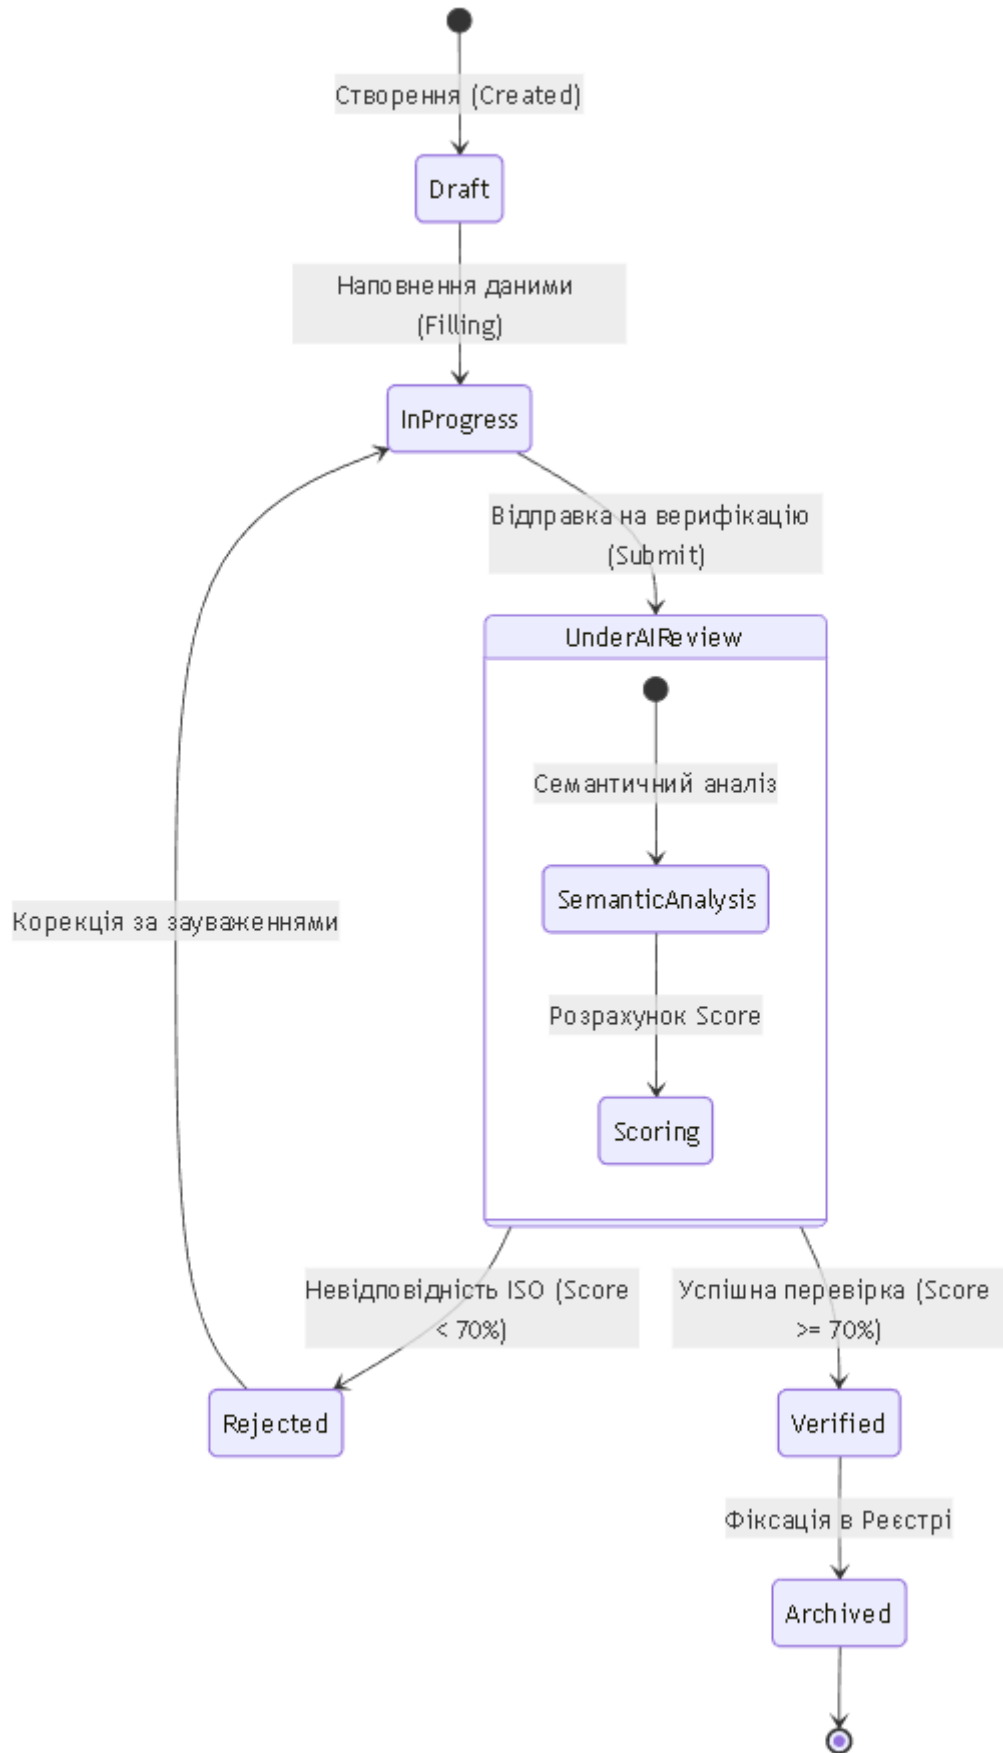 Створення (Created)
Draft
Наповнення даними
(Filling)
InProgress
Відправка на верифікацію
(Submit)
UnderAIReview
Семантичний аналіз
SemanticAnalysis
Корекція за зауваженнями
Розрахунок Score
Scoring
Невідповідність ISO (Score
< 70%)
Успішна перевірка (Score
>= 70%)
Rejected
Verified
Фіксація в Реєстрі
Archived